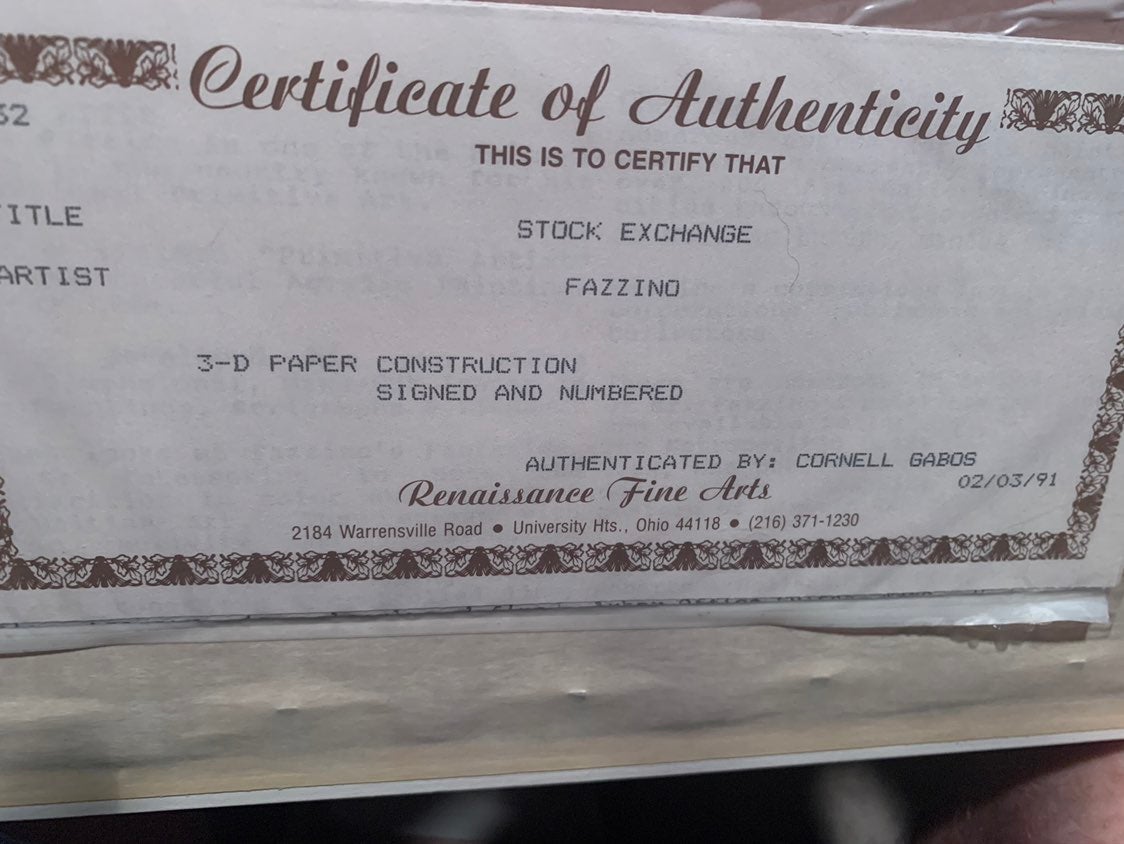 Certificate of Authenticity
32
THIS IS TO CERTIFY THAT
TITLE STOCK EXCHANGE
ARTIST FAZZINO
3-D PAPER CONSTRUCTION
SIGNED AND NUMBERED
AUTHENTICATED BY: CORNELL GABOS
02/03/91
Renaissance Fine Arts
2184 Warrensville Road ● University Hts., Ohio 44118 ● (216) 371-1230